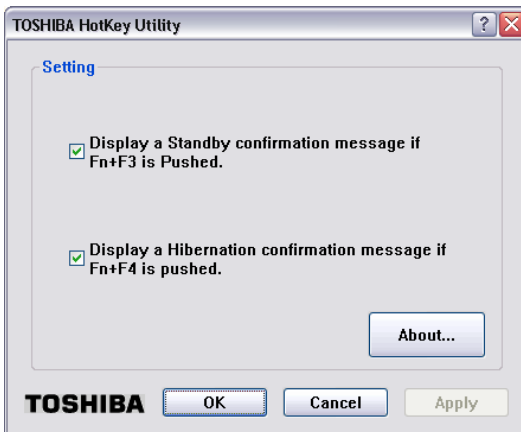 TOSHIBA HotKey Utility
?
Setting
Display a Standby confirmation message if
Fn+F3 is Pushed.
Display a Hibernation confirmation message if
Fn+F4 is pushed.
About...
TOSHIBA
OK
Cancel
Apply